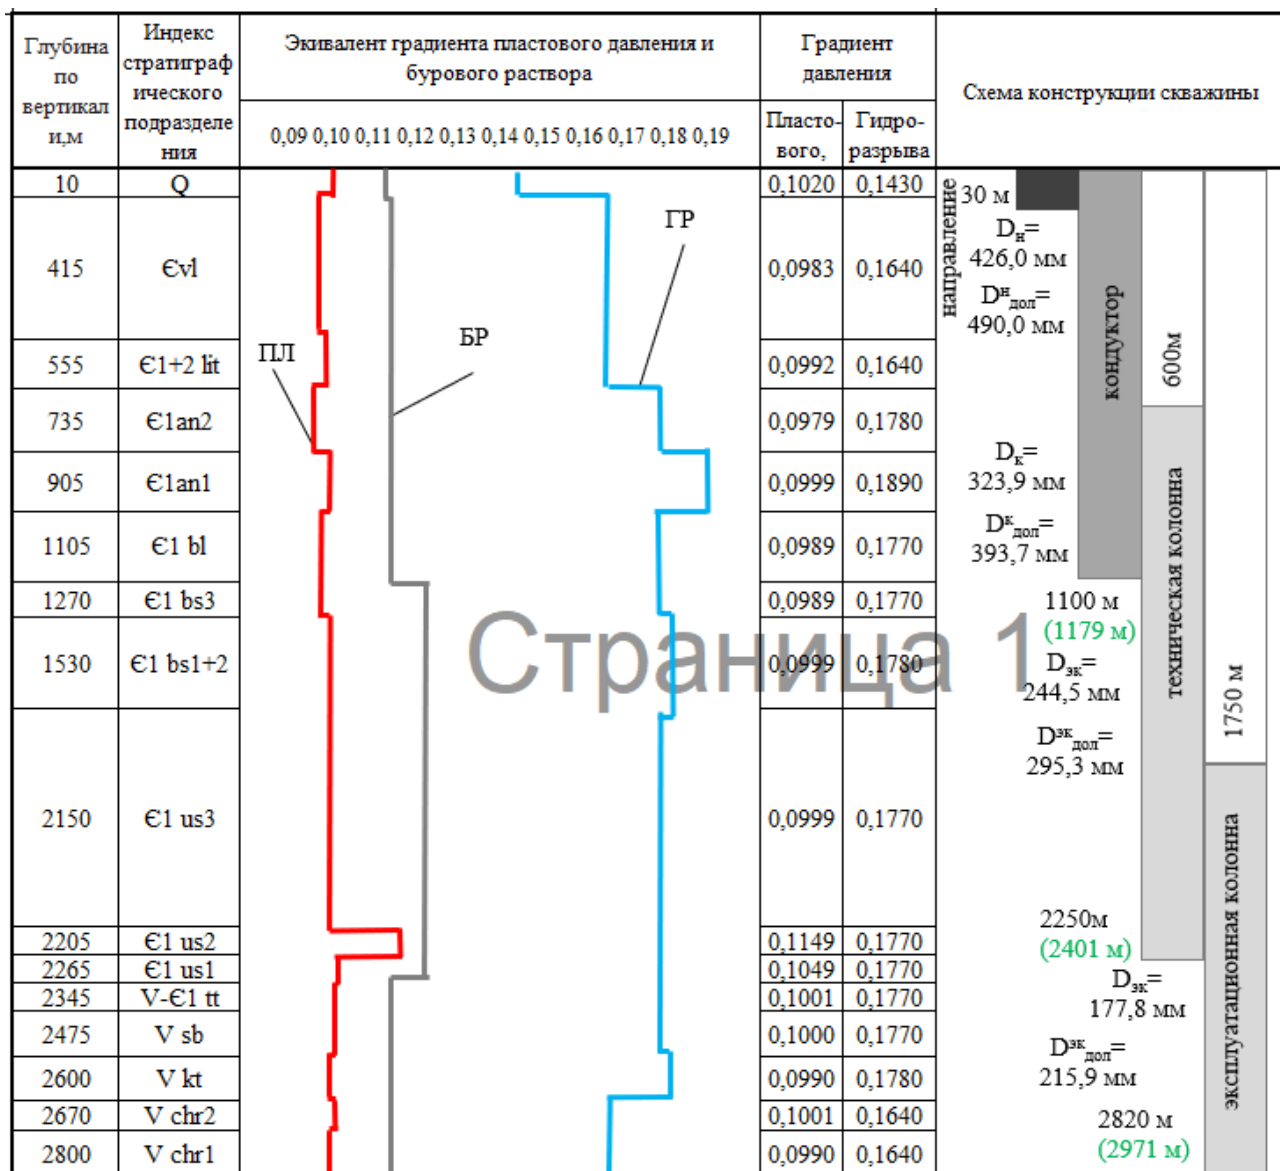 Глубина
по
вертикал
и,м
Индекс
стратиграф
ического
подразделе
ния
Эквивалент градиента пластового давления и
бурового раствора
0,09 0,10 0,11 0,12 0,13 0,14 0,15 0,16 0,17 0,18 0,19
Градиент
давления
Пласто-
вого,
Гидро-
разрыва
Схема конструкции скважины
10 Q 0,1020 0,1430
415 Єvl 0,0983 0,1640
555 Є1+2 lit 0,0992 0,1640
735 Є1an2 0,0979 0,1780
905 Є1an1 0,0999 0,1890
1105 Є1 bl 0,0989 0,1770
1270 Є1 bs3 0,0989 0,1770
1530 Є1 bs1+2 0,0999 0,1780
2150 Є1 us3 0,0999 0,1770
2205 Є1 us2 0,1149 0,1770
2265 Є1 us1 0,1049 0,1770
2345 V-Є1 tt 0,1001 0,1770
2475 V sb 0,1000 0,1770
2600 V kt 0,0990 0,1780
2670 V chr2 0,1001 0,1640
2800 V chr1 0,0990 0,1640
ПЛ
БР
ГР
Страница 1
направление
30 м
Dн=
426,0 мм
Dндол=
490,0 мм
кондуктор
600м
Dк=
323,9 мм
Dкдол=
393,7 мм
1100 м
(1179 м)
техническая колонна
Dэк=
244,5 мм
Dэкдол=
295,3 мм
1750 м
2250м
(2401 м)
эксплуатационная колонна
Dэк=
177,8 мм
Dэкдол=
215,9 мм
2820 м
(2971 м)